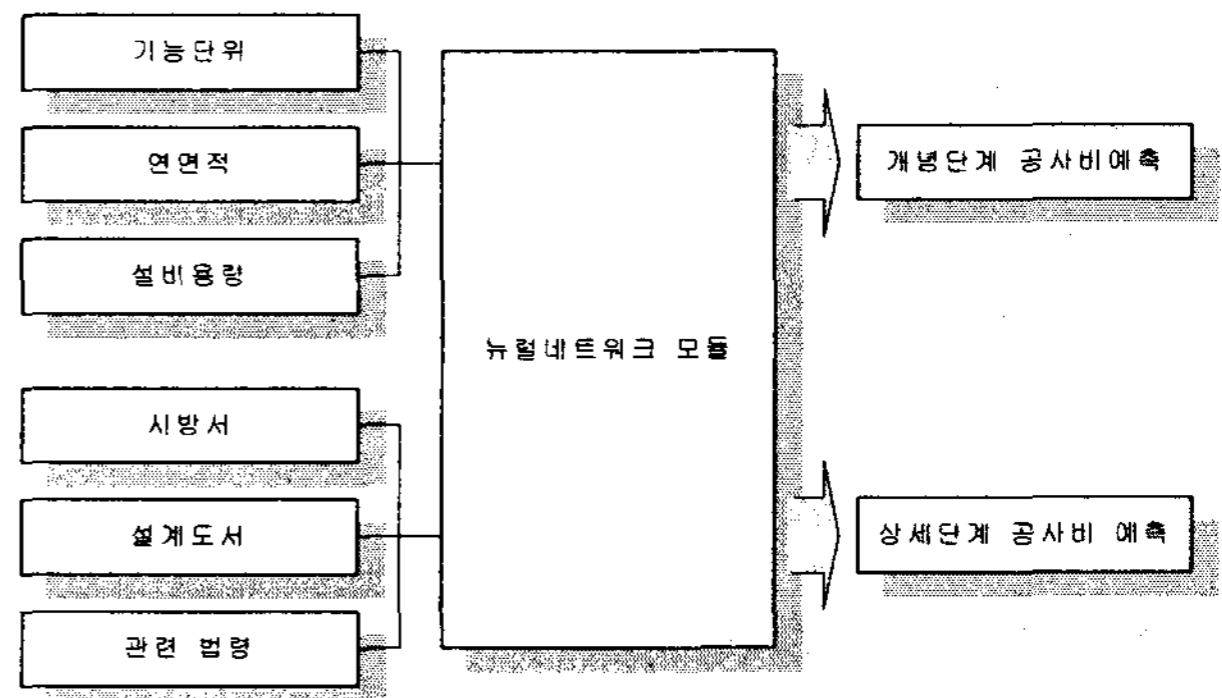 기능단위
연면적
설비용량
시방서
설계도서
관련 법령
뉴럴네트워크 모듈
개념단계 공사비예측
상세단계 공사비 예측